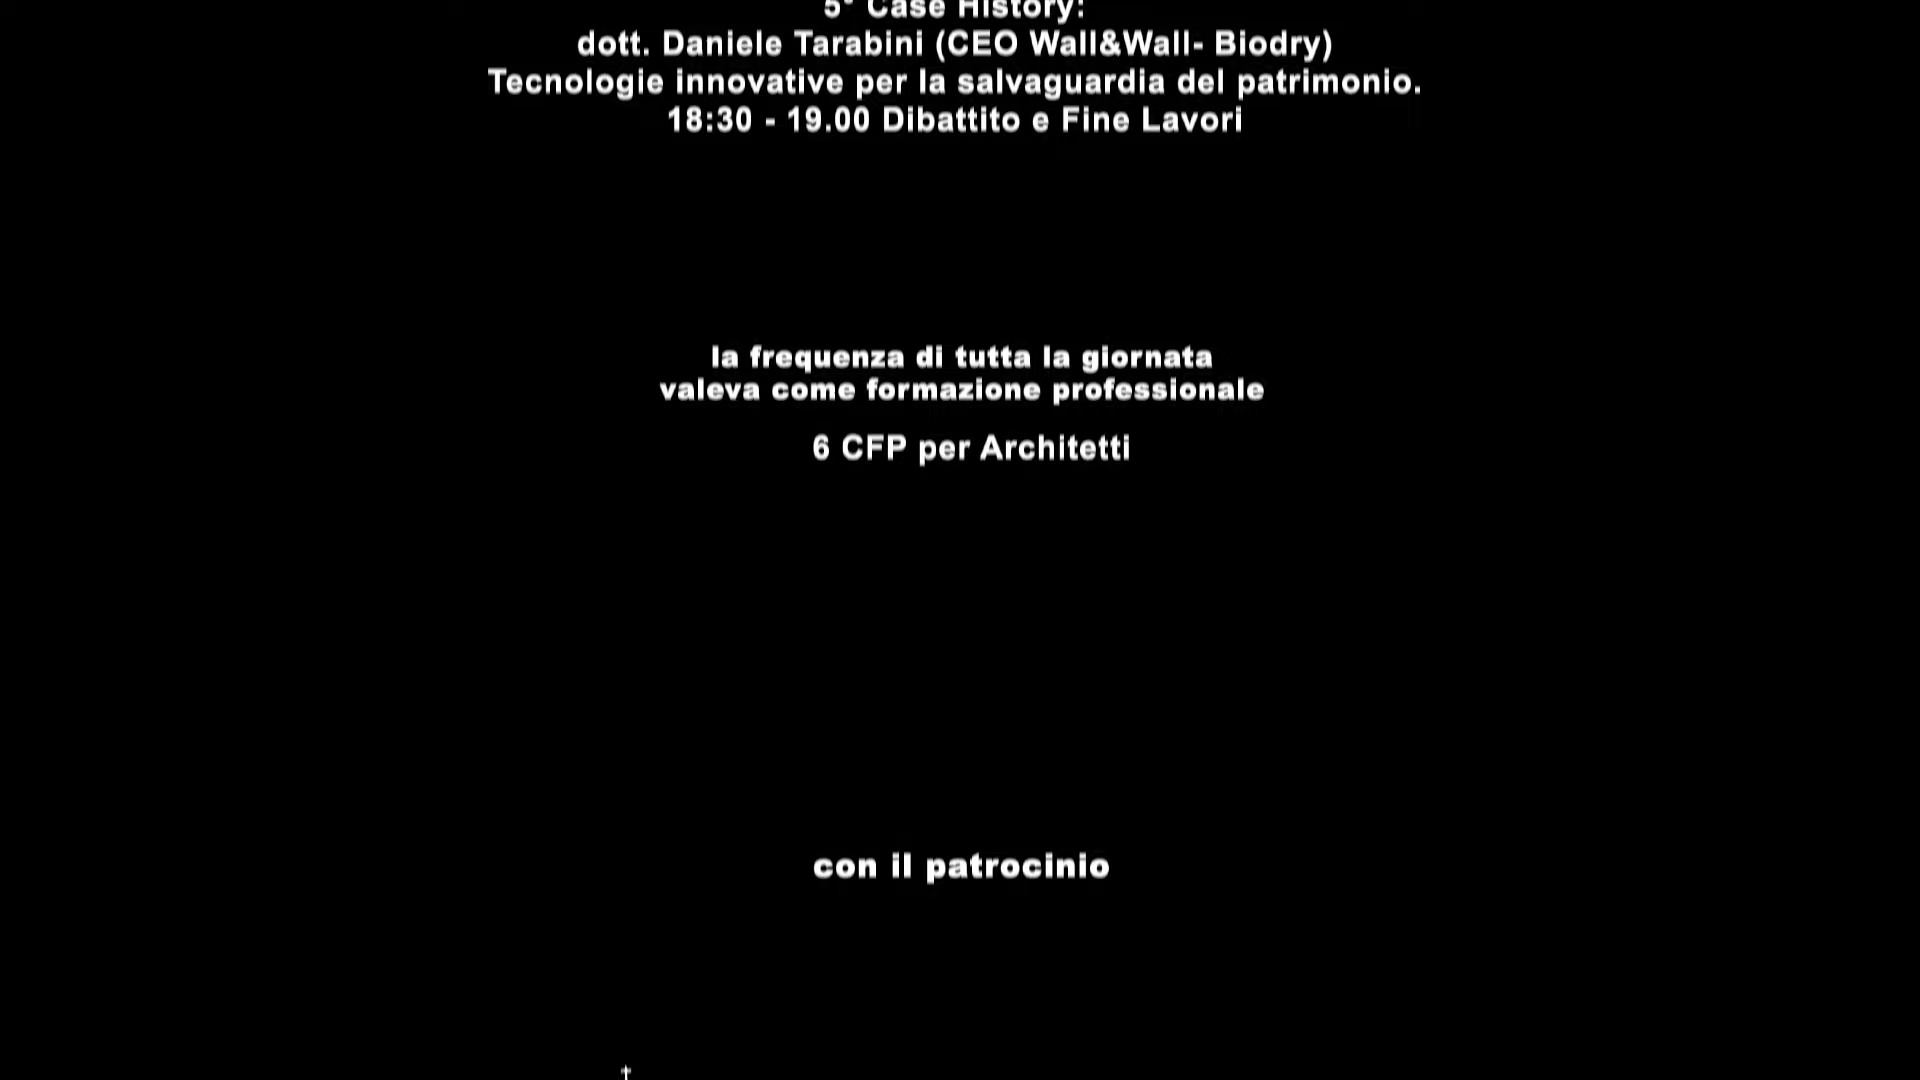 5° Case History:
dott. Daniele Tarabini (CEO Wall&Wall- Biodry)
Tecnologie innovative per la salvaguardia del patrimonio.
18:30 - 19.00 Dibattito e Fine Lavori
la frequenza di tutta la giornata
valeva come formazione professionale
6 CFP per Architetti
con il patrocinio